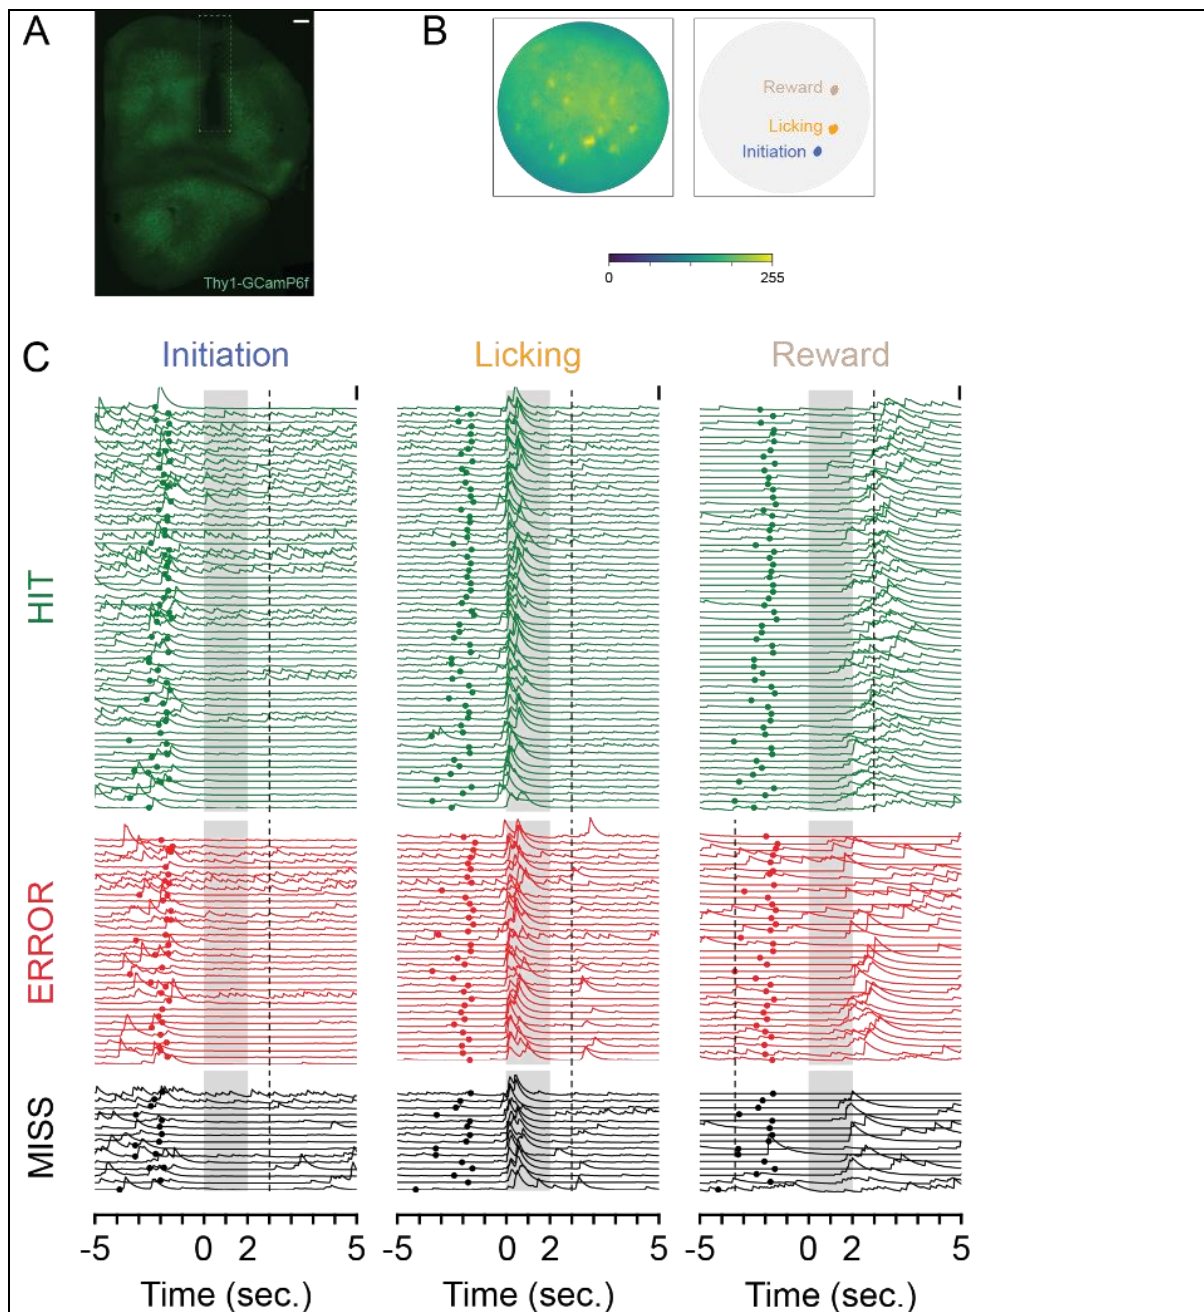 A
B
Thy1-GCamP6f
Reward
Licking
Initiation
0 255
C
Initiation Licking Reward
HIT
ERROR
MISS
-5 0 2 5 -5 0 2 5 -5 0 2 5
Time (sec.) Time (sec.) Time (sec.)